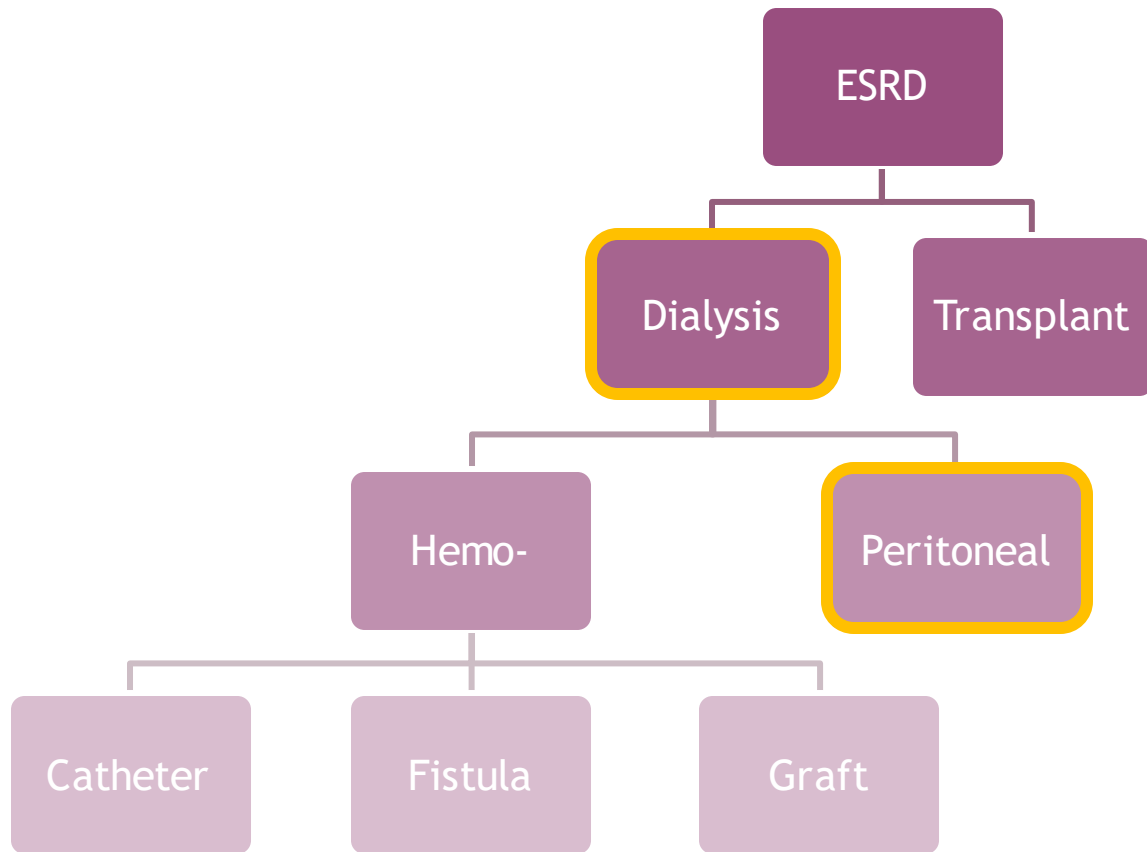 ESRD
Dialysis
Transplant
Hemo-
Peritoneal
Catheter
Fistula
Graft